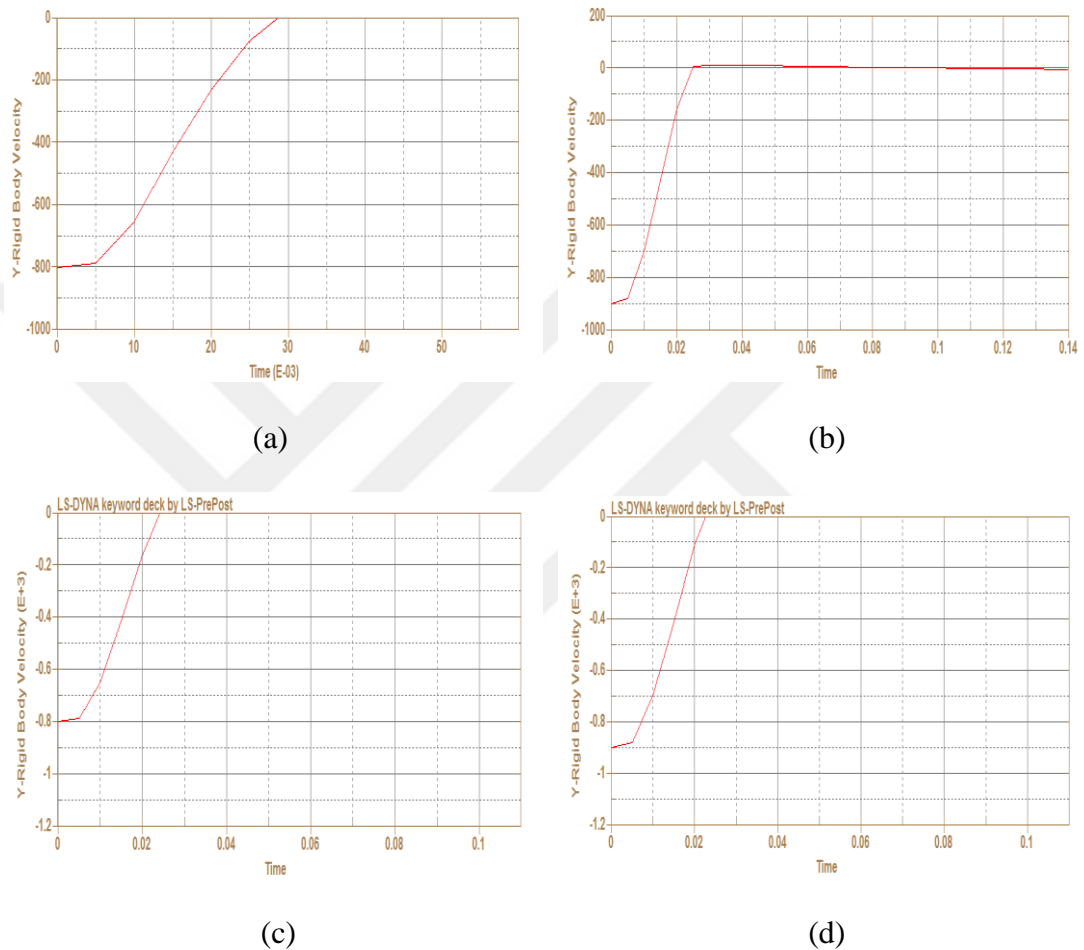 0
-200
-400
-600
-800
-1000
Y-Rigid Body Velocity
0 10 20 30 40 50
Time (E-03)
(a)
200
0
-200
-400
-600
-800
-1000
Y-Rigid Body Velocity
0 0.02 0.04 0.06 0.08 0.1 0.12 0.14
Time
(b)
LS-DYNA keyword deck by LS-PrePost
0
-0.2
-0.4
-0.6
-0.8
-1
-1.2
Y-Rigid Body Velocity (E+3)
0 0.02 0.04 0.06 0.08 0.1
Time
(c)
LS-DYNA keyword deck by LS-PrePost
0
-0.2
-0.4
-0.6
-0.8
-1
-1.2
Y-Rigid Body Velocity (E+3)
0 0.02 0.04 0.06 0.08 0.1
Time
(d)